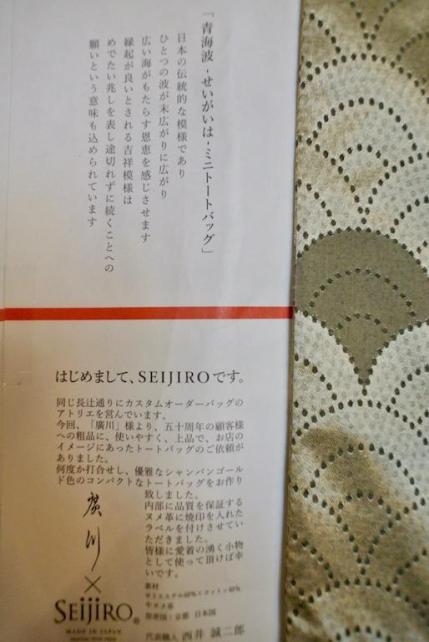 「青海波 - せいがいは - ミニトートバッグ」
日本の伝統的な模様であり
ひとつの波が末広がりに広がり
広い海がもたらす恩恵を感じさせます
縁起が良いとされる吉祥模様は
めでたい兆しを表し途切れずに続くことへの
願いという意味も込められています
はじめまして、SEIJIROです。
同じ長辻通りにカスタムオーダーバッグの
アトリエを営んでいます。
今回、「廣川」様より、五十周年の顧客様
への粗品に、使いやすく、上品で、お店の
イメージにあったトートバッグのご依頼が
ありました。
何度か打合せし、優雅なシャンパンゴール
ド色のコンパクトなトートバッグをお作り
致しました。
内部に品質を保証する
ヌメ革に焼印を入れた
ラベルを付けさせてい
ただきました。
皆様に愛着の湧く小物
として使って頂けば幸
いです。
廣川
×
SEIJIRO®
MADE IN JAPAN
素材
牛ヌメ革
原産国：京都 日本国
代表職人 西井 誠二郎